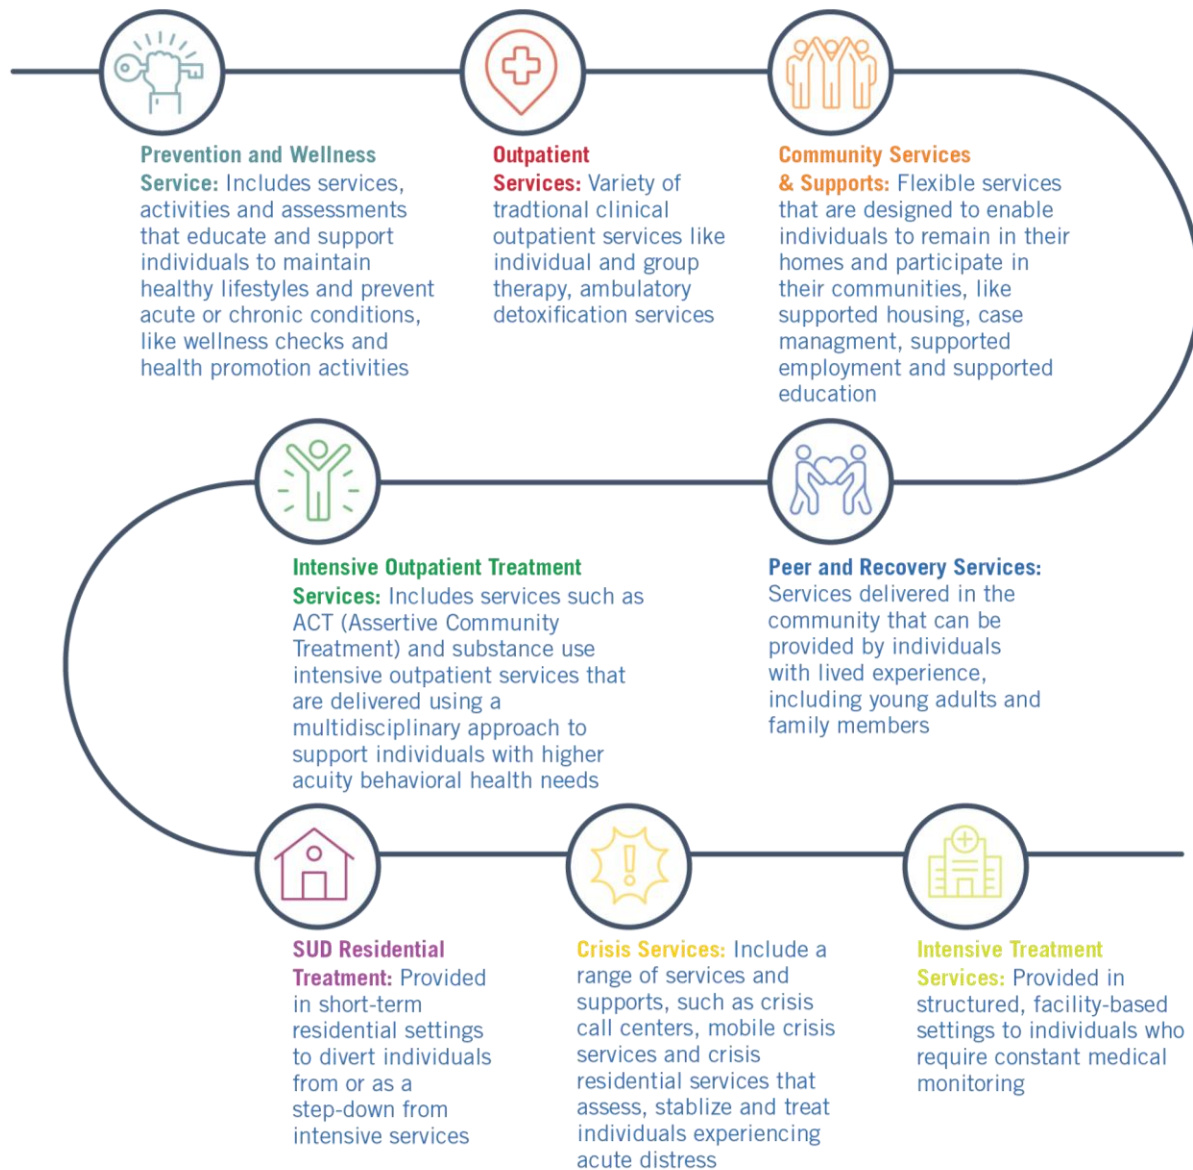 Prevention and Wellness
Service: Includes services,
activities and assessments
that educate and support
individuals to maintain
healthy lifestyles and prevent
acute or chronic conditions,
like wellness checks and
health promotion activities
Outpatient
Services: Variety of
tradtional clinical
outpatient services like
individual and group
therapy, ambulatory
detoxification services
Community Services
& Supports: Flexible services
that are designed to enable
individuals to remain in their
homes and participate in
their communities, like
supported housing, case
managment, supported
employment and supported
education
Peer and Recovery Services:
Services delivered in the
community that can be
provided by individuals
with lived experience,
including young adults and
family members
Intensive Outpatient Treatment
Services: Includes services such as
ACT (Assertive Community
Treatment) and substance use
intensive outpatient services that
are delivered using a
multidisciplinary approach to
support individuals with higher
acuity behavioral health needs
SUD Residential
Treatment: Provided
in short-term
residential settings
to divert individuals
from or as a
step-down from
intensive services
Crisis Services: Include a
range of services and
supports, such as crisis
call centers, mobile crisis
services and crisis
residential services that
assess, stablize and treat
individuals experiencing
acute distress
Intensive Treatment
Services: Provided in
structured, facility-based
settings to individuals who
require constant medical
monitoring